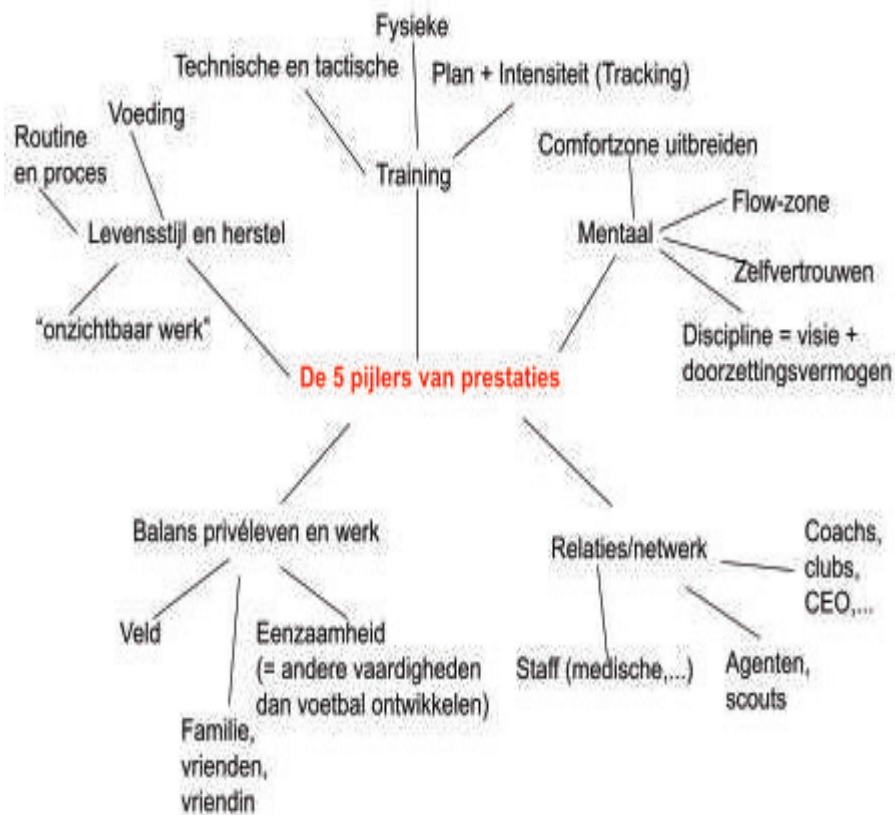 Fysieke
Technische en tactische
Plan + Intensiteit (Tracking)
Training
Voeding
Routine
en proces
Levensstijl en herstel
"onzichtbaar werk"
Comfortzone uitbreiden
Flow-zone
Mentaal
Zelfvertrouwen
Discipline = visie +
doorzettingsvermogen
De 5 pijlers van prestaties
Balans privéleven en werk
Veld
Eenzaamheid
(= andere vaardigheden
dan voetbal ontwikkelen)
Familie,
vrienden,
vriendin
Relaties/netwerk
Coachs,
clubs,
CEO,...
Staff (medische,...)
Agenten,
scouts